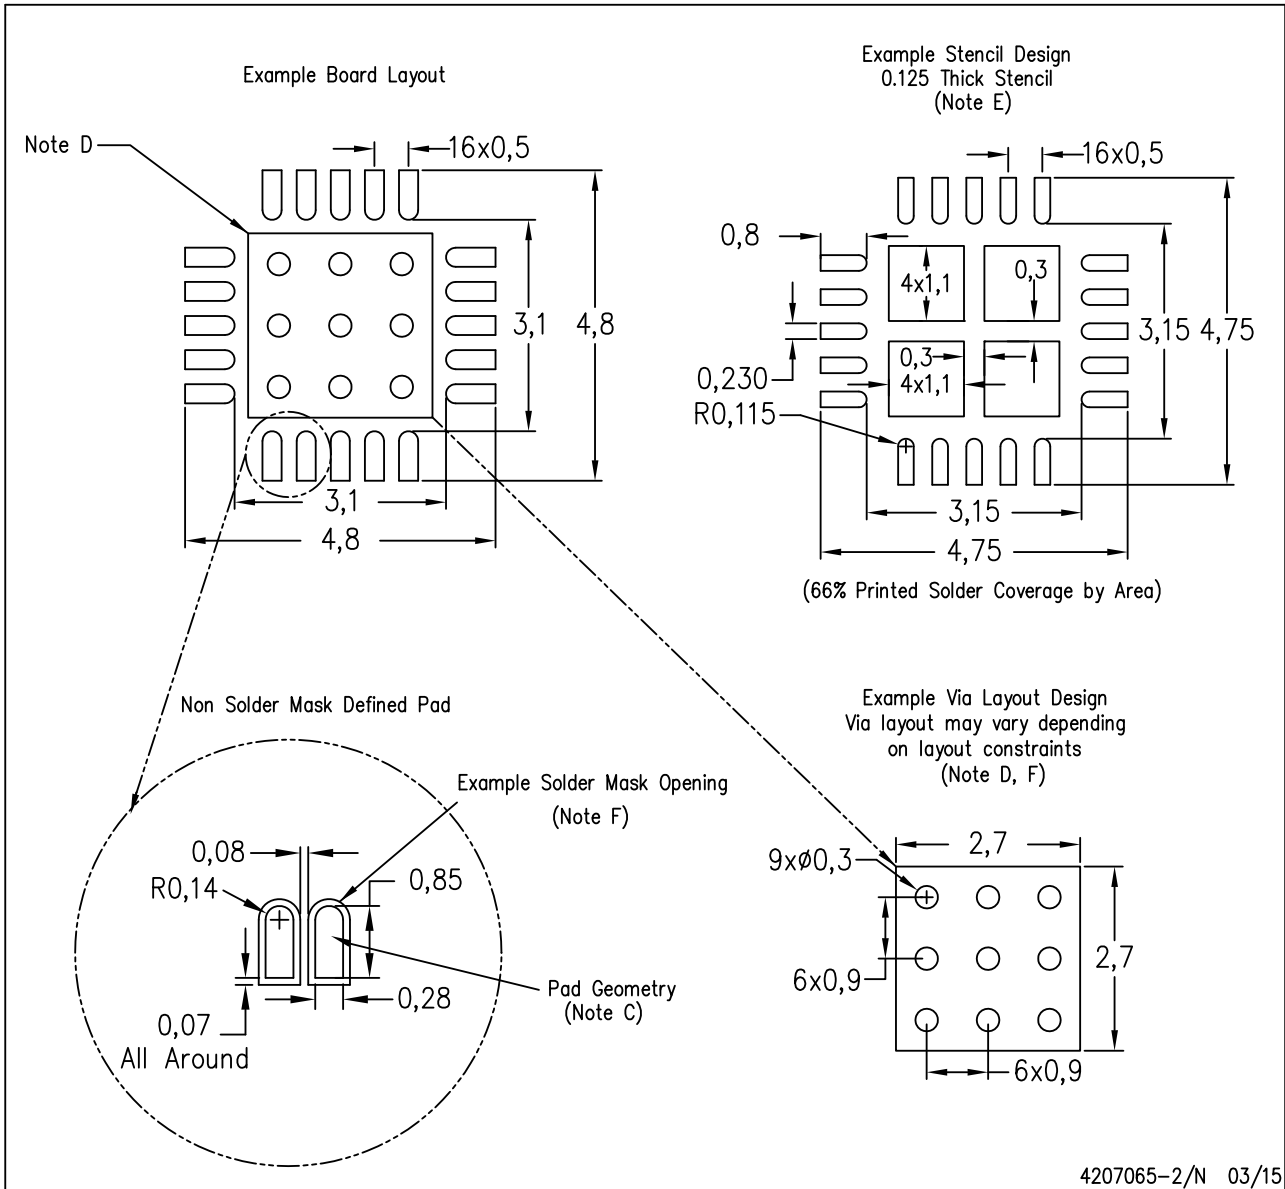 Example Board Layout
Note D
16x0,5
3,1
4,8
3,1
4,8
Example Stencil Design
0.125 Thick Stencil
(Note E)
16x0,5
0,8
4x1,1
0,3
3,15
4,75
0,3
4x1,1
0,230
R0,115
3,15
4,75
(66% Printed Solder Coverage by Area)
Non Solder Mask Defined Pad
Example Solder Mask Opening
(Note F)
0,08
R0,14
0,85
0,28
Pad Geometry
(Note C)
0,07
All Around
Example Via Layout Design
Via layout may vary depending
on layout constraints
(Note D, F)
2,7
9xø0,3
6x0,9
2,7
6x0,9
4207065-2/N 03/15